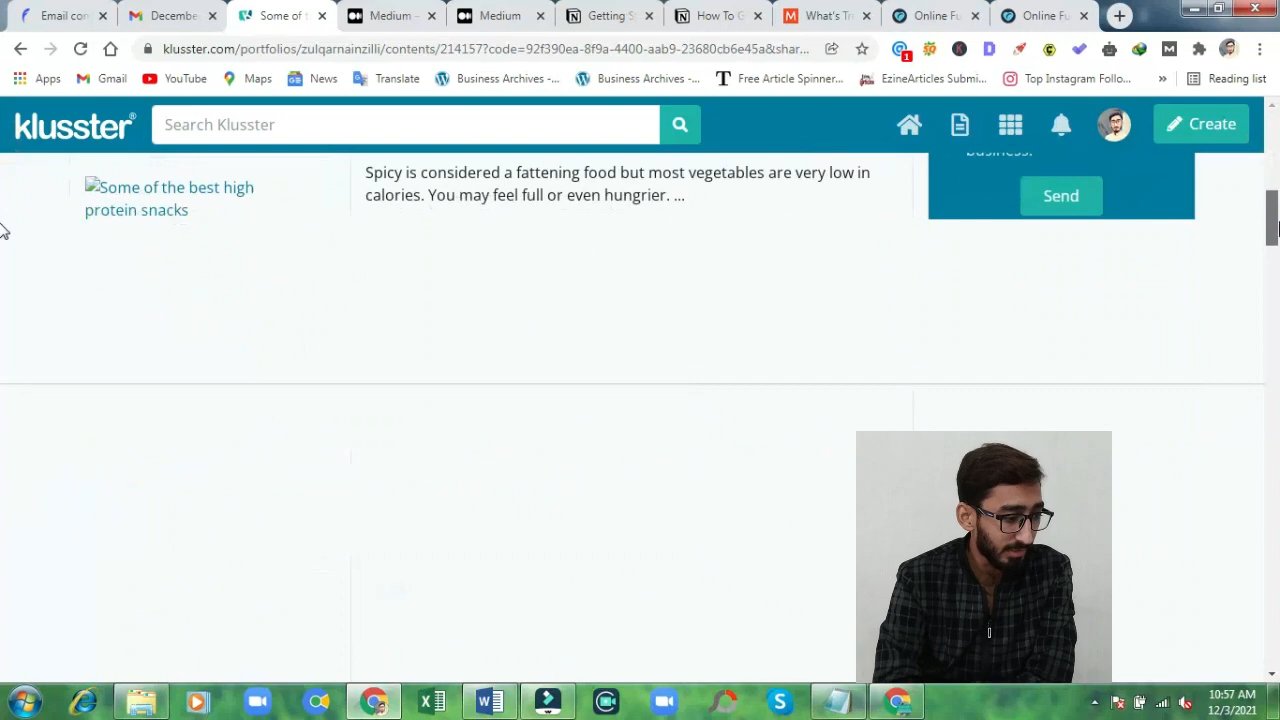 Email con
Decembe
Some of t
Medium –
Medium
Getting S
How To G
What's Tri
Online Fu
Online Fu
klusster.com/portfolios/zulqarnainzilli/contents/214157?code=92f390ea-8f9a-4400-aab9-23680cb6e45a&shar...
1
Apps
Gmail
YouTube
Maps
News
Translate
Business Archives -...
Business Archives -...
Free Article Spinner...
EzineArticles Submi...
Top Instagram Follo...
»
Reading list
klusster®
Search Klusster
Create
business.
Send
Some of the best high
protein snacks
Spicy is considered a fattening food but most vegetables are very low in
calories. You may feel full or even hungrier. ...
10:57 AM
12/3/2021